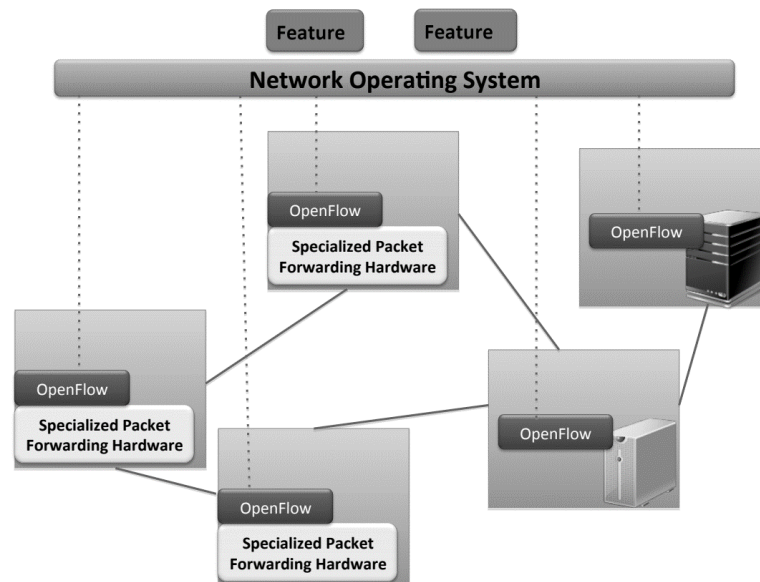 Feature
Feature
Network Operating System
OpenFlow
Specialized Packet
Forwarding Hardware
OpenFlow
OpenFlow
Specialized Packet
Forwarding Hardware
OpenFlow
OpenFlow
Specialized Packet
Forwarding Hardware